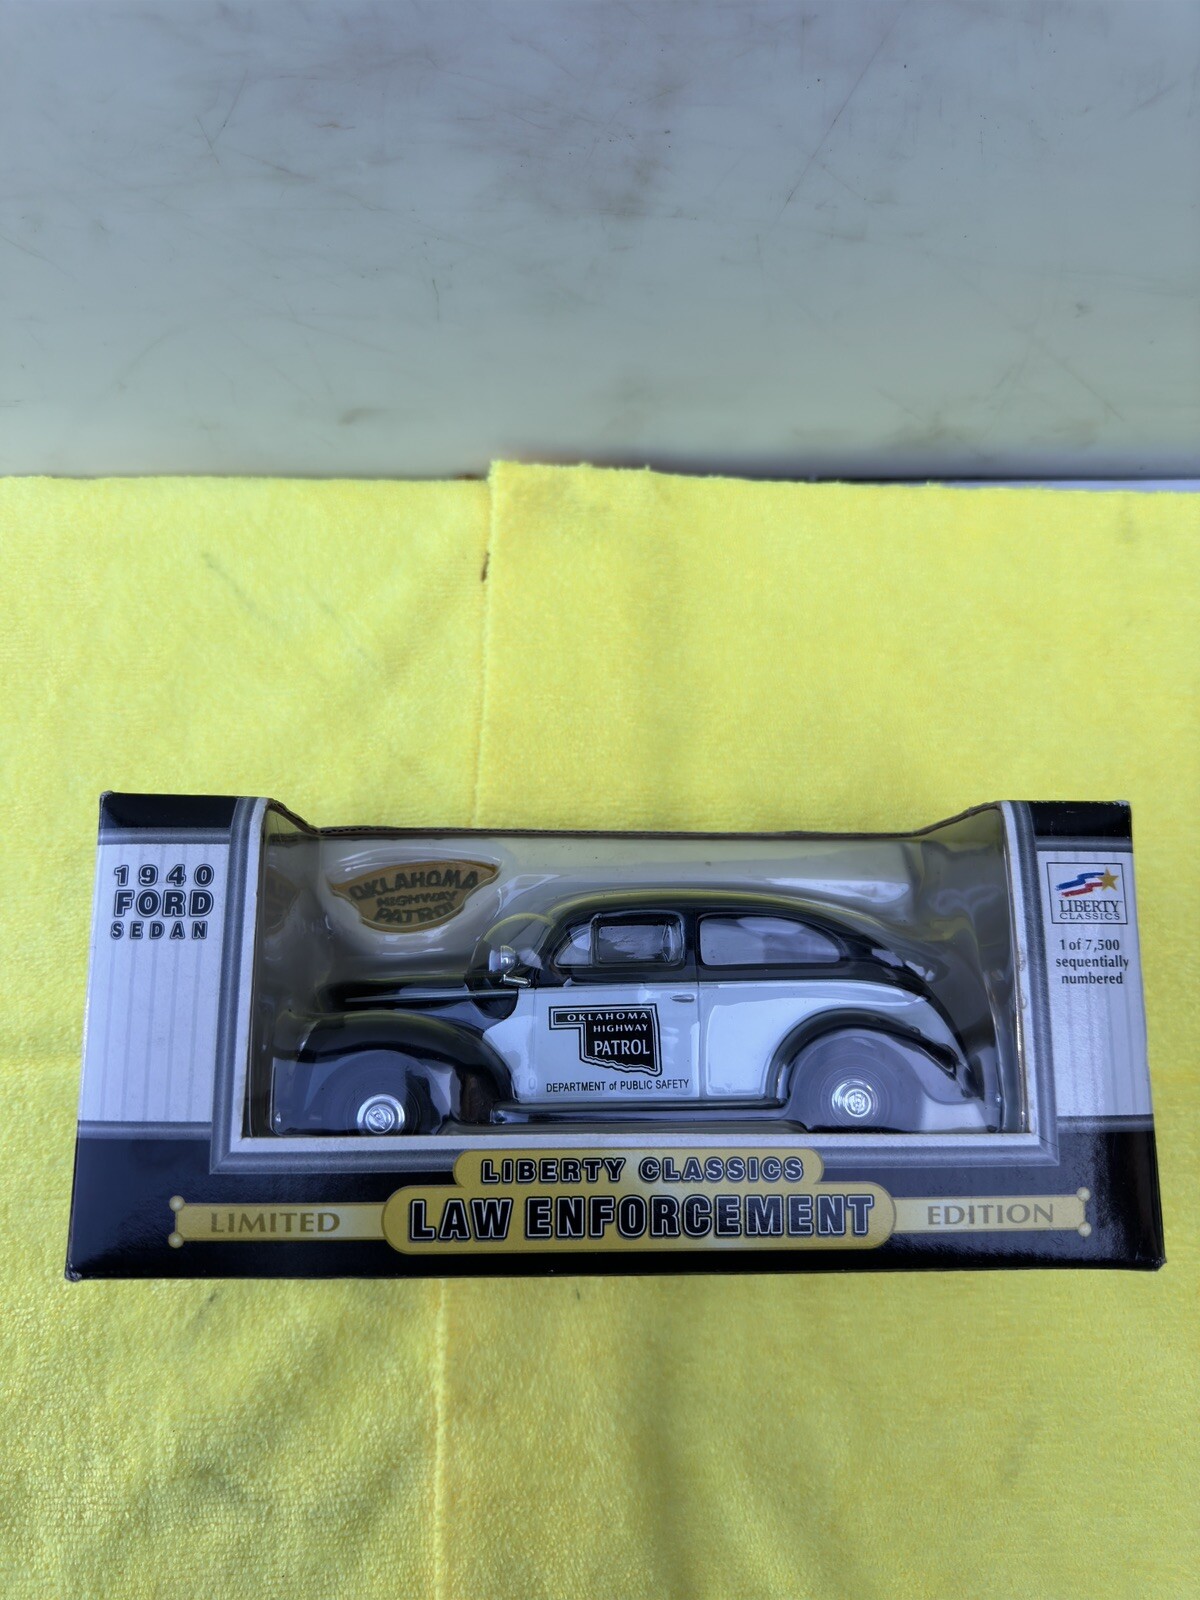 1940
FORD
SEDAN
OKLAHOMA
HIGHWAY
PATROL
LIBERTY
CLASSICS
1 of 7,500
sequentially
numbered
OKLAHOMA
HIGHWAY
PATROL
DEPARTMENT of PUBLIC SAFETY
LIBERTY CLASSICS
LIMITED LAW ENFORCEMENT EDITION